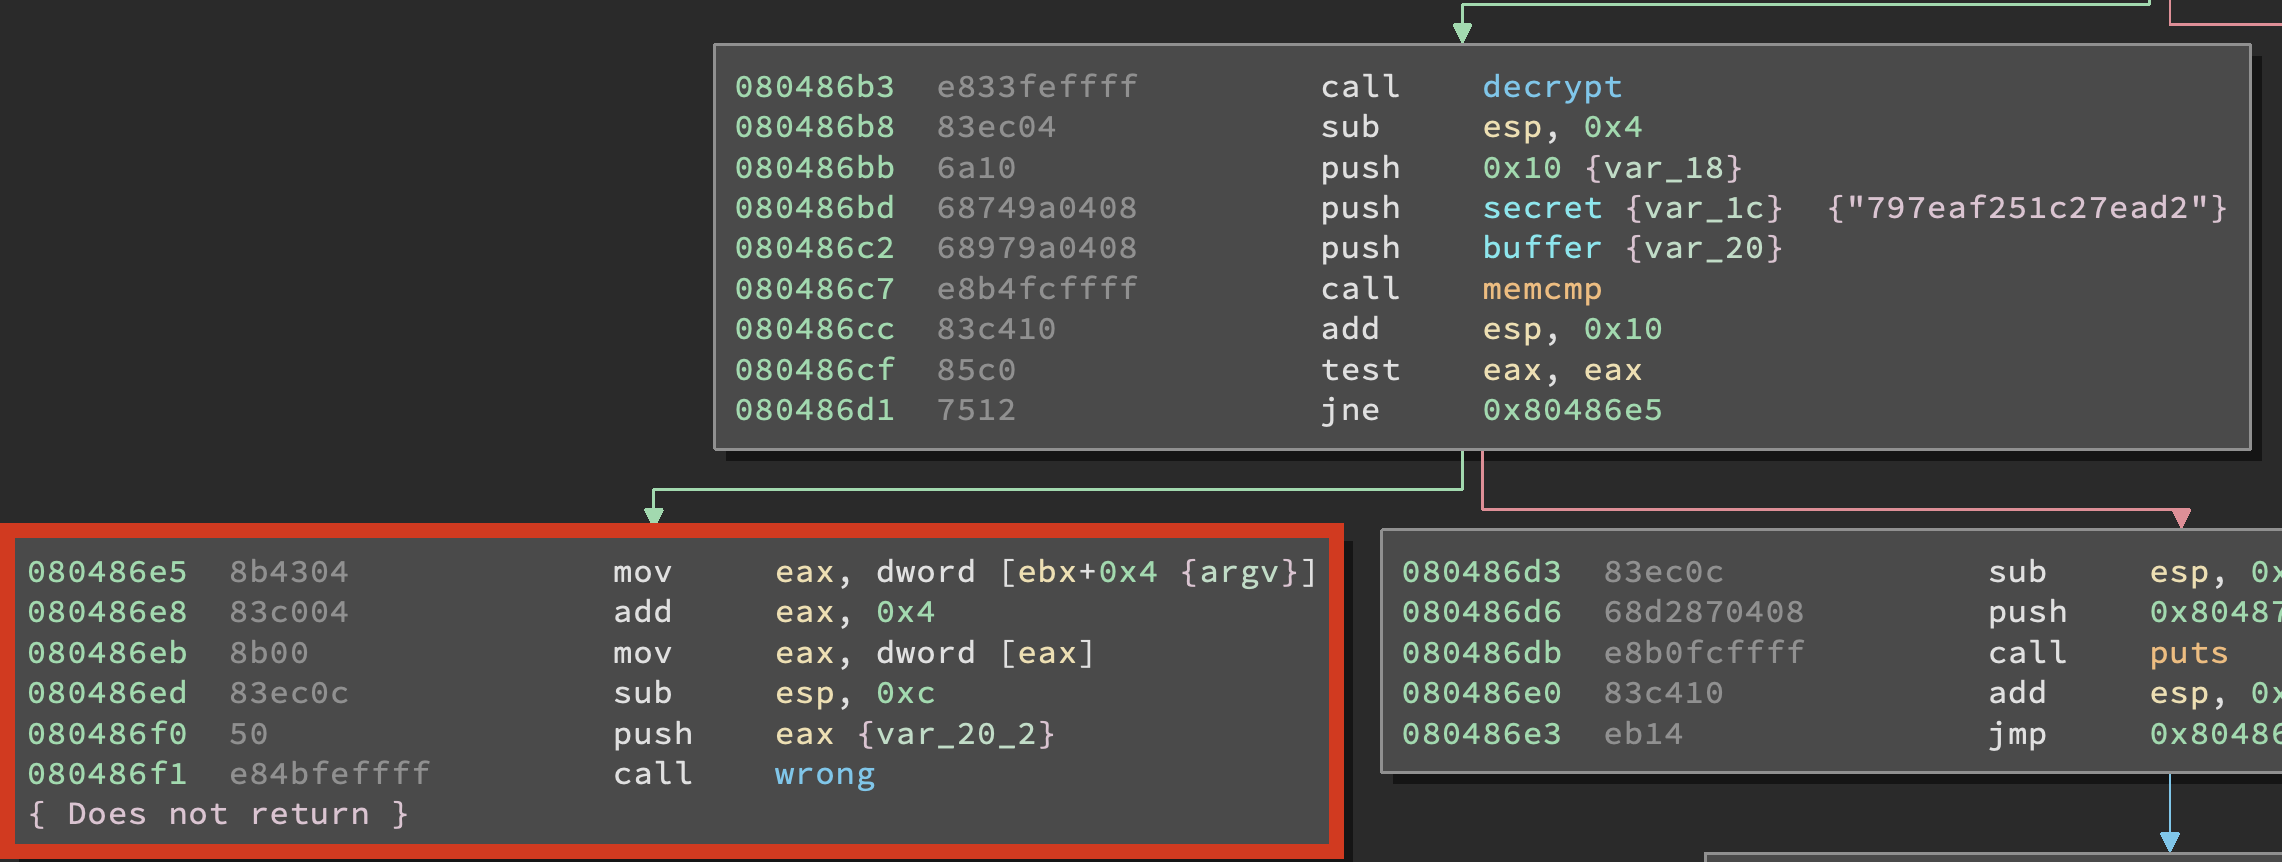 080486b3 e833feffff call decrypt
080486b8 83ec04 sub esp, 0x4
080486bb 6a10 push 0x10 {var_18}
080486bd 68749a0408 push secret {var_1c} {"797eaf251c27ead2"}
080486c2 68979a0408 push buffer {var_20}
080486c7 e8b4fcffff call memcmp
080486cc 83c410 add esp, 0x10
080486cf 85c0 test eax, eax
080486d1 7512 jne 0x80486e5
080486e5 8b4304 mov eax, dword [ebx+0x4 {argv}]
080486e8 83c004 add eax, 0x4
080486eb 8b00 mov eax, dword [eax]
080486ed 83ec0c sub esp, 0xc
080486f0 50 push eax {var_20_2}
080486f1 e84bfeffff call wrong
{ Does not return }
080486d3 83ec0c sub esp, 0x
080486d6 68d2870408 push 0x80487
080486db e8b0fcffff call puts
080486e0 83c410 add esp, 0x
080486e3 eb14 jmp 0x80486